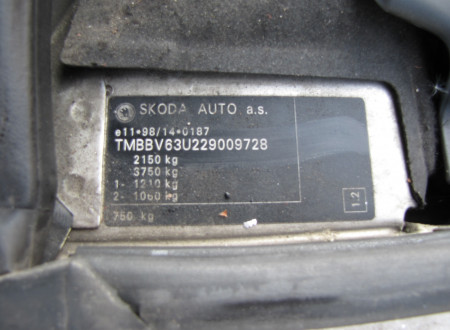 SKODA AUTO a.s.
e11*98/14*0187
TMBBV63U229009728
2150 kg
3750 kg
1- 1210 kg
2- 1060 kg
750 kg
1.2